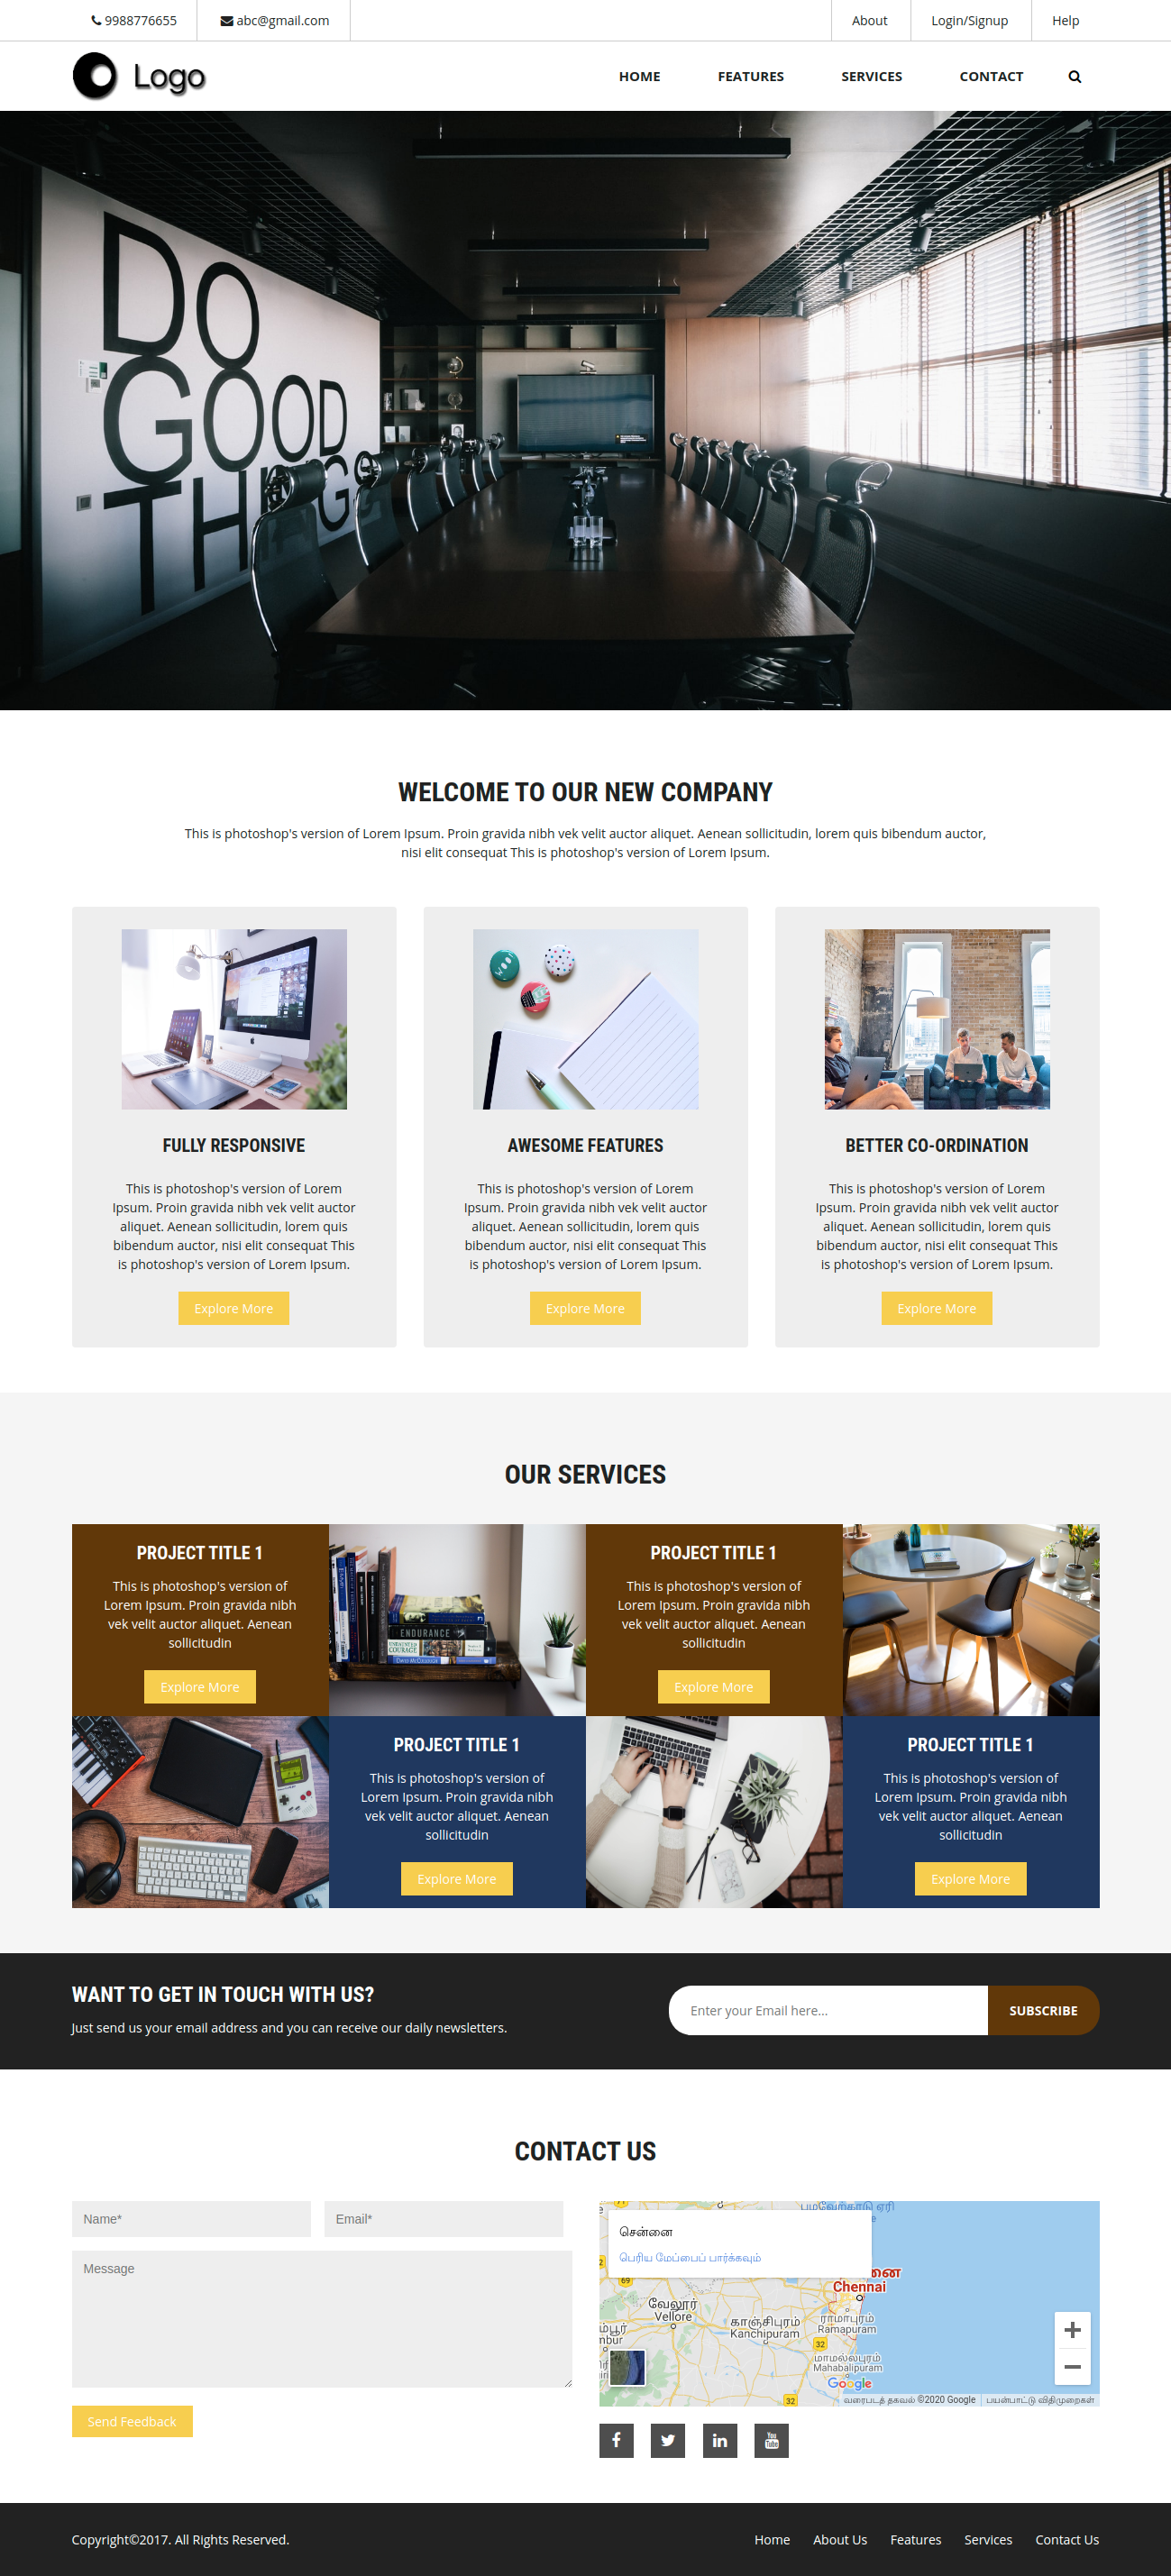 9988776655
abc@gmail.com
About
Login/Signup
Help
Logo
HOME
FEATURES
SERVICES
CONTACT
DO
GOOD
THINGS
WELCOME TO OUR NEW COMPANY
This is photoshop's version of Lorem Ipsum. Proin gravida nibh vek velit auctor aliquet. Aenean sollicitudin, lorem quis bibendum auctor,
nisi elit consequat This is photoshop's version of Lorem Ipsum.
FULLY RESPONSIVE
This is photoshop's version of Lorem
Ipsum. Proin gravida nibh vek velit auctor
aliquet. Aenean sollicitudin, lorem quis
bibendum auctor, nisi elit consequat This
is photoshop's version of Lorem Ipsum.
Explore More
AWESOME FEATURES
This is photoshop's version of Lorem
Ipsum. Proin gravida nibh vek velit auctor
aliquet. Aenean sollicitudin, lorem quis
bibendum auctor, nisi elit consequat This
is photoshop's version of Lorem Ipsum.
Explore More
BETTER CO-ORDINATION
This is photoshop's version of Lorem
Ipsum. Proin gravida nibh vek velit auctor
aliquet. Aenean sollicitudin, lorem quis
bibendum auctor, nisi elit consequat This
is photoshop's version of Lorem Ipsum.
Explore More
OUR SERVICES
PROJECT TITLE 1
This is photoshop's version of
Lorem Ipsum. Proin gravida nibh
vek velit auctor aliquet. Aenean
sollicitudin
Explore More
ENDURANCE
COURAGE
PROJECT TITLE 1
This is photoshop's version of
Lorem Ipsum. Proin gravida nibh
vek velit auctor aliquet. Aenean
sollicitudin
Explore More
PROJECT TITLE 1
This is photoshop's version of
Lorem Ipsum. Proin gravida nibh
vek velit auctor aliquet. Aenean
sollicitudin
Explore More
PROJECT TITLE 1
This is photoshop's version of
Lorem Ipsum. Proin gravida nibh
vek velit auctor aliquet. Aenean
sollicitudin
Explore More
WANT TO GET IN TOUCH WITH US?
Just send us your email address and you can receive our daily newsletters.
Enter your Email here...
SUBSCRIBE
CONTACT US
Name*
Email*
Message
Send Feedback
சென்னை
பெரிய மேப்பைப் பார்க்கவும்
Chennai
69
வேலூர்
Vellore
காஞ்சிபுரம்
Kanchipuram
ராமாபுரம்
Ramapuram
32
மாமல்லபுரம்
Mahabalipuram
Google
32
வரைபடத் தகவல் ©2020 Google
பயன்பாட்டு விதிமுறைகள்
You
Tube
Copyright©2017. All Rights Reserved.
Home
About Us
Features
Services
Contact Us